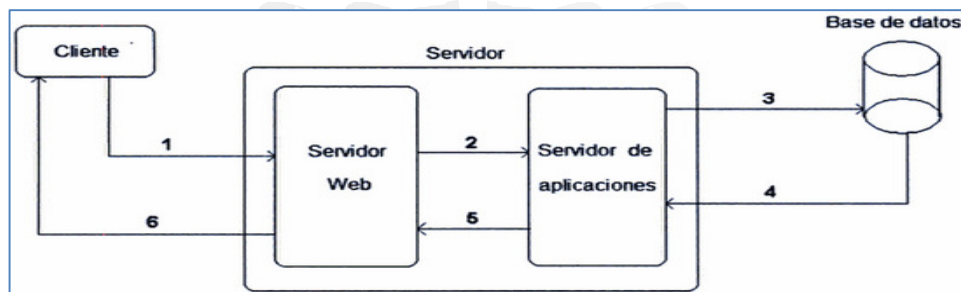 Base de datos
Cliente
Servidor
3
1
Servidor
Web
2
Servidor de
aplicaciones
4
6
5